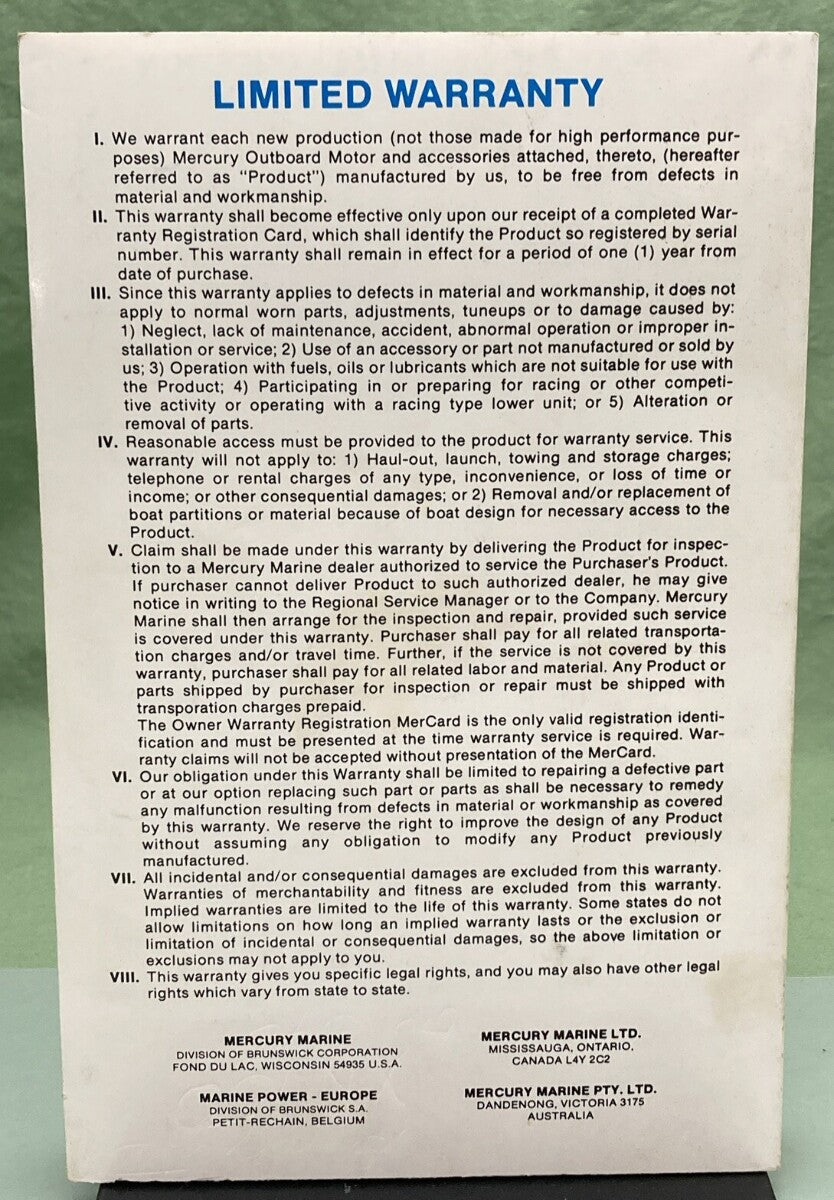 LIMITED WARRANTY
I. We warrant each new production (not those made for high performance pur-
poses) Mercury Outboard Motor and accessories attached, thereto, (hereafter
referred to as "Product") manufactured by us, to be free from defects in
material and workmanship.
II. This warranty shall become effective only upon our receipt of a completed War-
ranty Registration Card, which shall identify the Product so registered by serial
number. This warranty shall remain in effect for a period of one (1) year from
date of purchase.
III. Since this warranty applies to defects in material and workmanship, it does not
apply to normal worn parts, adjustments, tuneups or to damage caused by:
1) Neglect, lack of maintenance, accident, abnormal operation or improper in-
stallation or service; 2) Use of an accessory or part not manufactured or sold by
us; 3) Operation with fuels, oils or lubricants which are not suitable for use with
the Product; 4) Participating in or preparing for racing or other competi-
tive activity or operating with a racing type lower unit; or 5) Alteration or
removal of parts.
IV. Reasonable access must be provided to the product for warranty service. This
warranty will not apply to: 1) Haul-out, launch, towing and storage charges;
telephone or rental charges of any type, inconvenience, or loss of time or
income; or other consequential damages; or 2) Removal and/or replacement of
boat partitions or material because of boat design for necessary access to the
Product.
V. Claim shall be made under this warranty by delivering the Product for inspec-
tion to a Mercury Marine dealer authorized to service the Purchaser's Product.
If purchaser cannot deliver Product to such authorized dealer, he may give
notice in writing to the Regional Service Manager or to the Company. Mercury
Marine shall then arrange for the inspection and repair, provided such service
is covered under this warranty. Purchaser shall pay for all related transporta-
tion charges and/or travel time. Further, if the service is not covered by this
warranty, purchaser shall pay for all related labor and material. Any Product or
parts shipped by purchaser for inspection or repair must be shipped with
transporation charges prepaid.
The Owner Warranty Registration MerCard is the only valid registration identi-
fication and must be presented at the time warranty service is required. War-
ranty claims will not be accepted without presentation of the MerCard.
VI. Our obligation under this Warranty shall be limited to repairing a defective part
or at our option replacing such part or parts as shall be necessary to remedy
any malfunction resulting from defects in material or workmanship as covered
by this warranty. We reserve the right to improve the design of any Product
without assuming any obligation to modify any Product previously
manufactured.
VII. All incidental and/or consequential damages are excluded from this warranty.
Warranties of merchantability and fitness are excluded from this warranty.
Implied warranties are limited to the life of this warranty. Some states do not
allow limitations on how long an implied warranty lasts or the exclusion or
limitation of incidental or consequential damages, so the above limitation or
exclusions may not apply to you.
VIII. This warranty gives you specific legal rights, and you may also have other legal
rights which vary from state to state.
MERCURY MARINE
DIVISION OF BRUNSWICK CORPORATION
FOND DU LAC, WISCONSIN 54935 U.S.A.
MERCURY MARINE LTD.
MISSISSAUGA, ONTARIO,
CANADA L4Y 2C2
MARINE POWER - EUROPE
DIVISION OF BRUNSWICK S.A.
PETIT-RECHAIN, BELGIUM
MERCURY MARINE PTY. LTD.
DANDENONG, VICTORIA 3175
AUSTRALIA